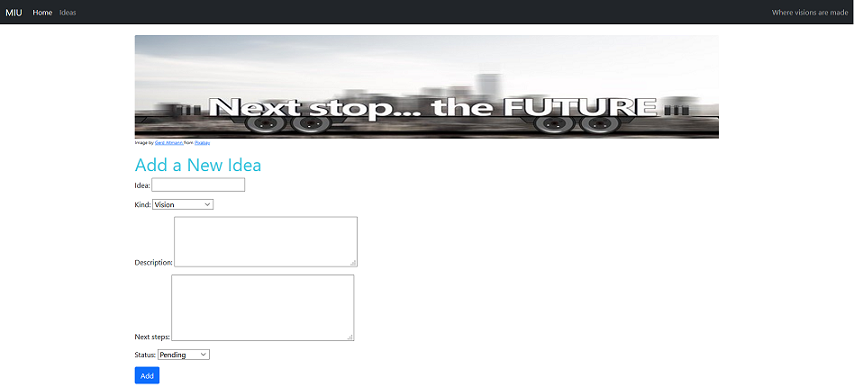 MIU Home Ideas Where visions are made
Next stop... the FUTURE
Image by Gerd Altmann from Pixabay
Add a New Idea
Idea:
Kind: Vision
Description:
Next steps:
Status: Pending
Add